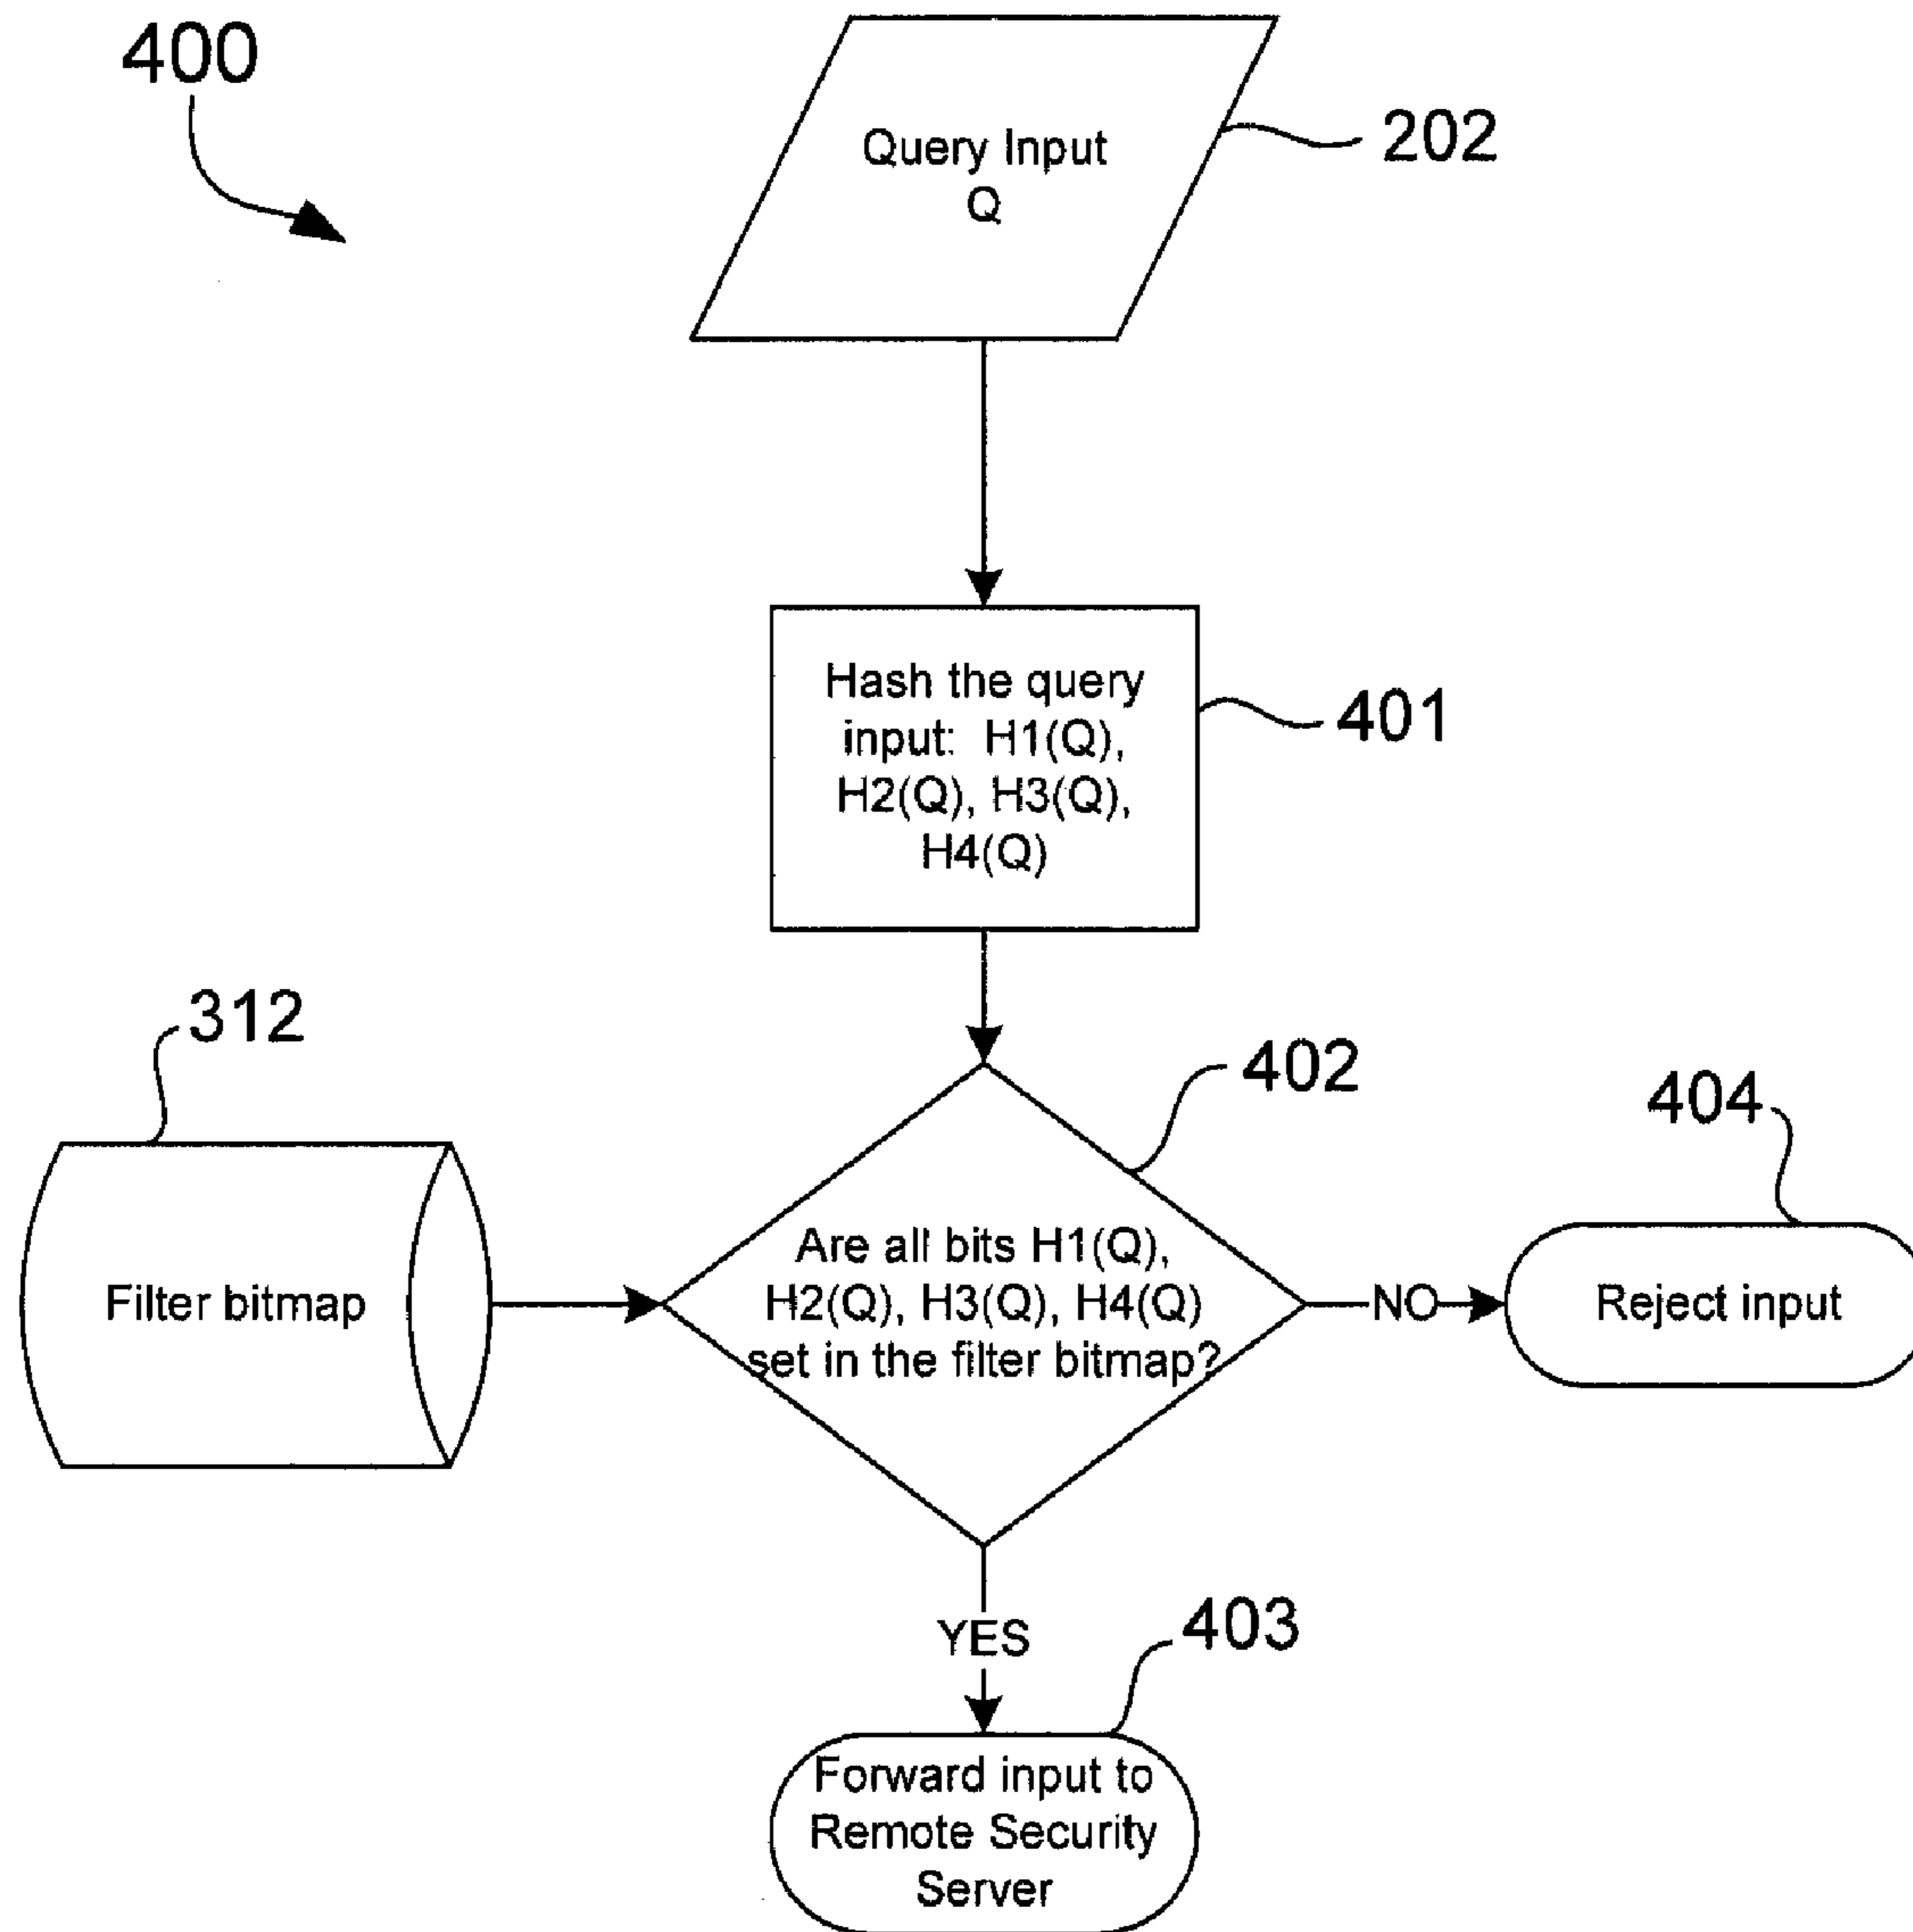 400
Query Input
Q
202
Hash the query
input: H1(Q),
H2(Q), H3(Q),
H4(Q)
401
312
402
404
Filter bitmap
Are all bits H1(Q),
H2(Q), H3(Q), H4(Q)
set in the filter bitmap?
NO
Reject input
YES
403
Forward input to
Remote Security
Server